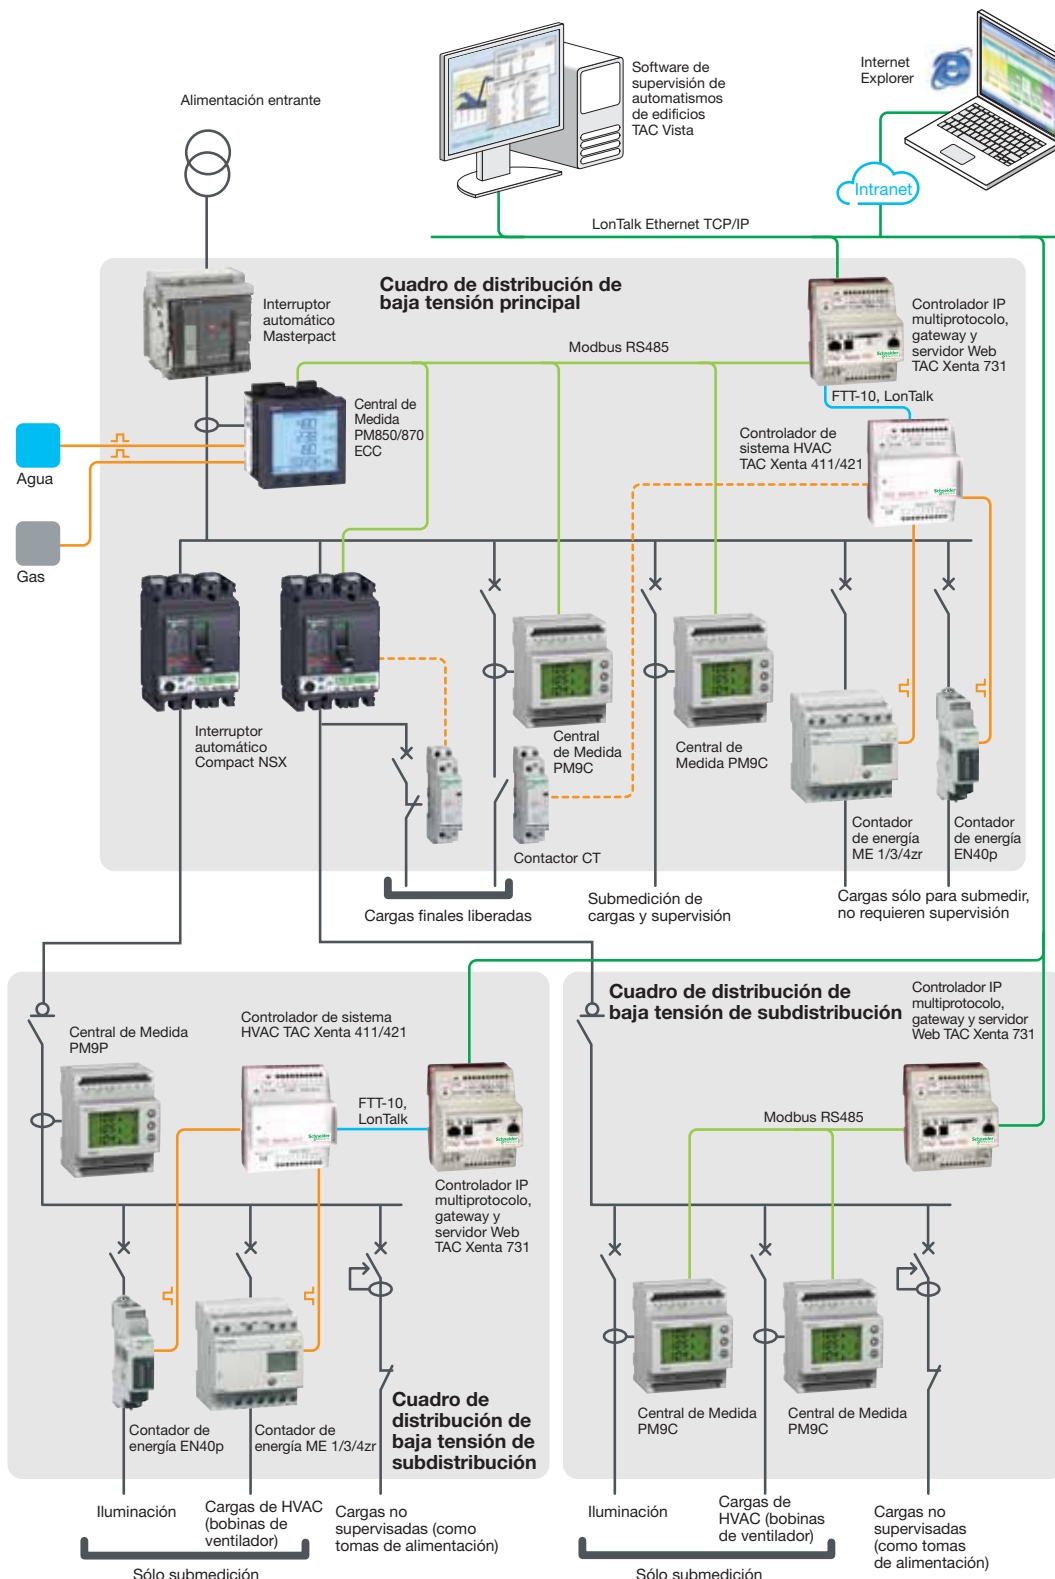 Alimentación entrante
Software de
supervisión de
automatismos
de edificios
TAC Vista
Internet
Explorer
Intranet
LonTalk Ethernet TCP/IP
Cuadro de distribución de
baja tensión principal
Interruptor
automático
Masterpact
Controlador IP
multiprotocolo,
gateway y
servidor Web
TAC Xenta 731
Modbus RS485
Central de
Medida
PM850/870
ECC
FTT-10, LonTalk
Controlador de
sistema HVAC
TAC Xenta 411/421
Agua
Gas
Interruptor
automático
Compact NSX
Central
de Medida
PM9C
Central de
Medida PM9C
Contactor CT
Contador
de energía
ME 1/3/4zr
Contador
de energía
EN40p
Cargas finales liberadas
Submedición de
cargas y supervisión
Cargas sólo para submedir,
no requieren supervisión
Central de Medida
PM9P
Controlador de sistema
HVAC TAC Xenta 411/421
FTT-10,
LonTalk
Controlador IP
multiprotocolo,
gateway y
servidor Web
TAC Xenta 731
Contador de
energía EN40p
Contador de
energía ME 1/3/4zr
Cuadro de
distribución de
baja tensión de
subdistribución
Iluminación
Cargas de HVAC
(bobinas de
ventilador)
Cargas no
supervisadas (como
tomas de alimentación)
Sólo submedición
Cuadro de distribución de
baja tensión de subdistribución
Controlador IP
multiprotocolo,
gateway y servidor
Web TAC Xenta 731
Modbus RS485
Central de Medida
PM9C
Central de Medida
PM9C
Iluminación
Cargas de
HVAC (bobinas
de ventilador)
Cargas no
supervisadas
(como tomas
de alimentación)
Sólo submedición